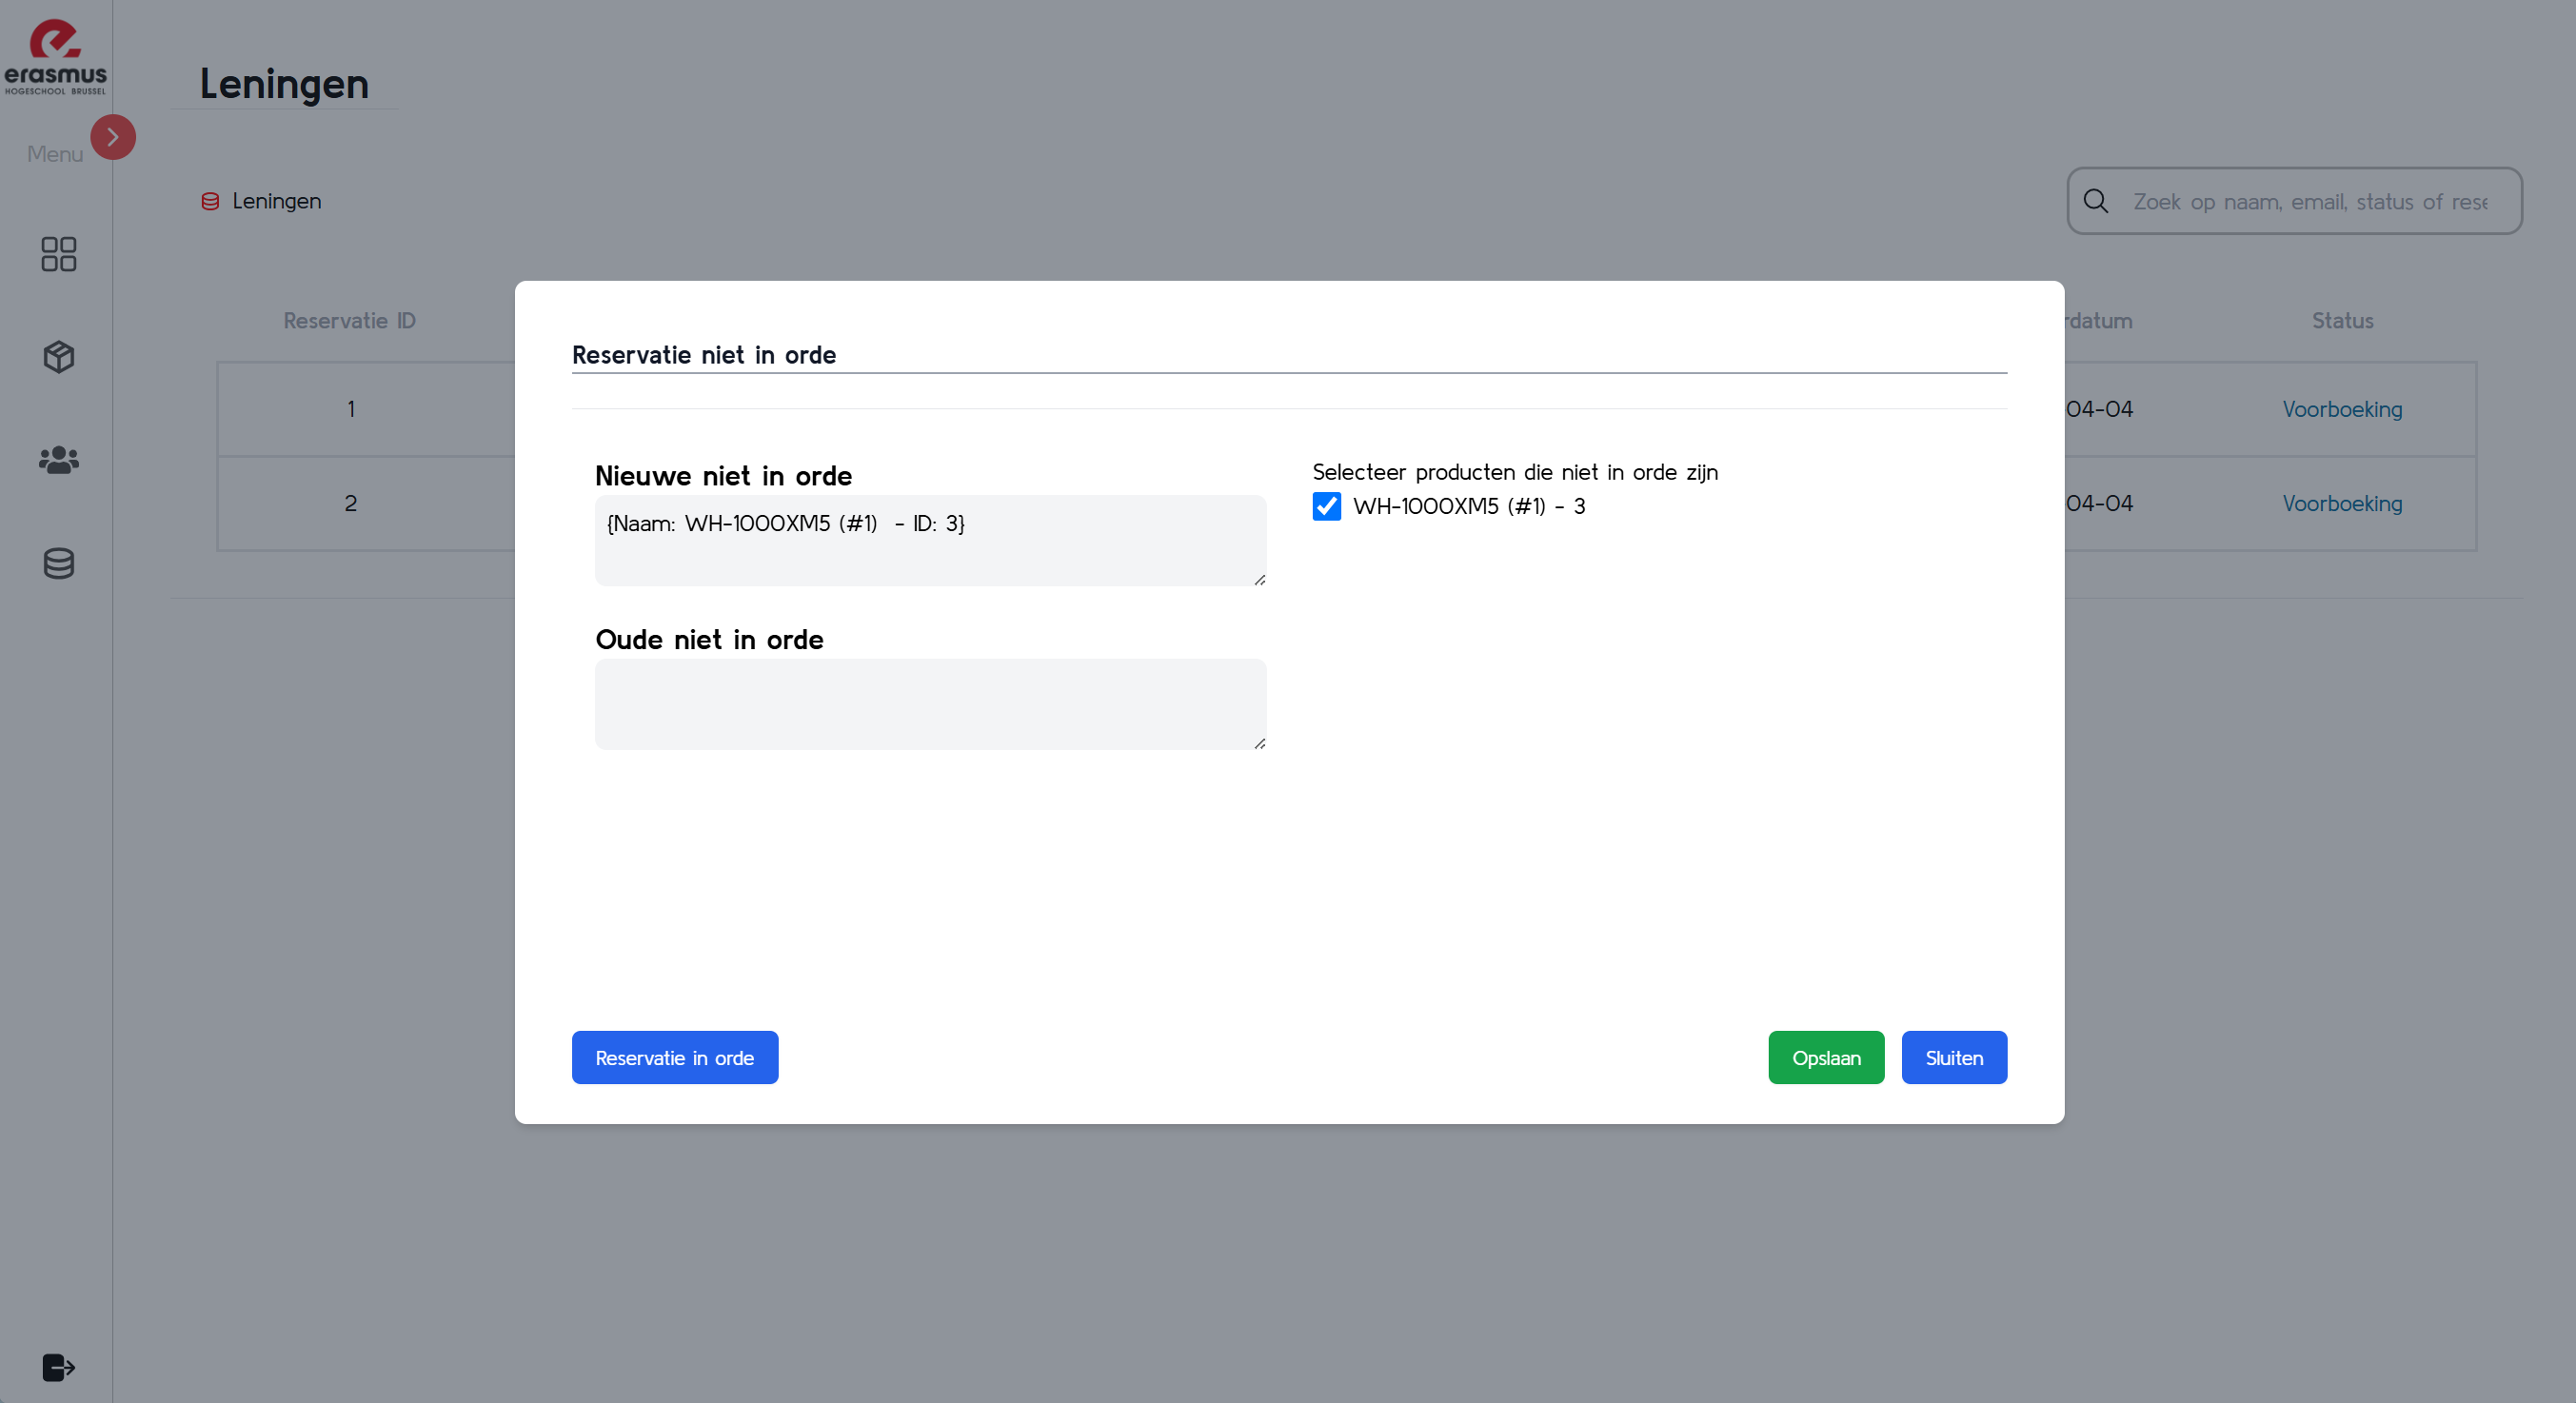 erasmus
HOGESCHOOL BRUSSEL
Menu
Leningen
Leningen
Zoek op naam, email, status of rese
Reservatie ID
rdatum
Status
1
04-04
Voorboeking
2
04-04
Voorboeking
Reservatie niet in orde
Nieuwe niet in orde
{Naam: WH-1000XM5 (#1)  - ID: 3}
Oude niet in orde
Selecteer producten die niet in orde zijn
WH-1000XM5 (#1) - 3
Reservatie in orde
Opslaan
Sluiten